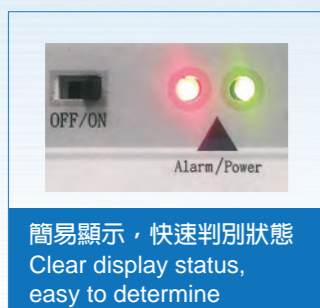 OFF/ON
Alarm/Power
簡易顯示，快速判別狀態
Clear display status,
easy to determine